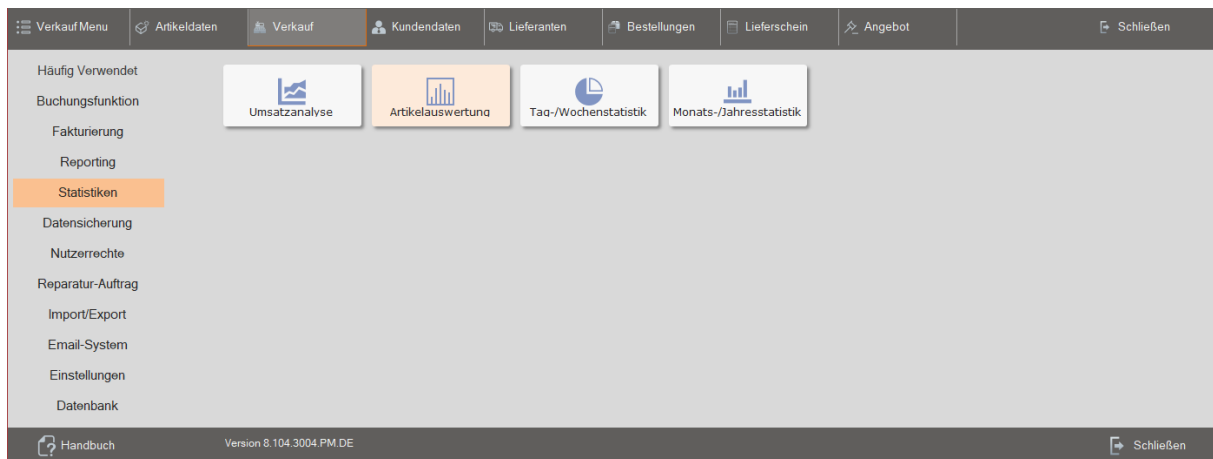 Verkauf Menu Artikeldaten Verkauf Kundendaten Lieferanten Bestellungen Lieferschein Angebot Schließen
Häufig Verwendet
Buchungsfunktion
Fakturierung
Reporting
Statistiken
Datensicherung
Nutzerrechte
Reparatur-Auftrag
Import/Export
Email-System
Einstellungen
Datenbank
Umsatzanalyse Artikelauswertung Tag-/Wochenstatistik Monats-/Jahresstatistik
Handbuch Version 8.104.3004.PM.DE Schließen